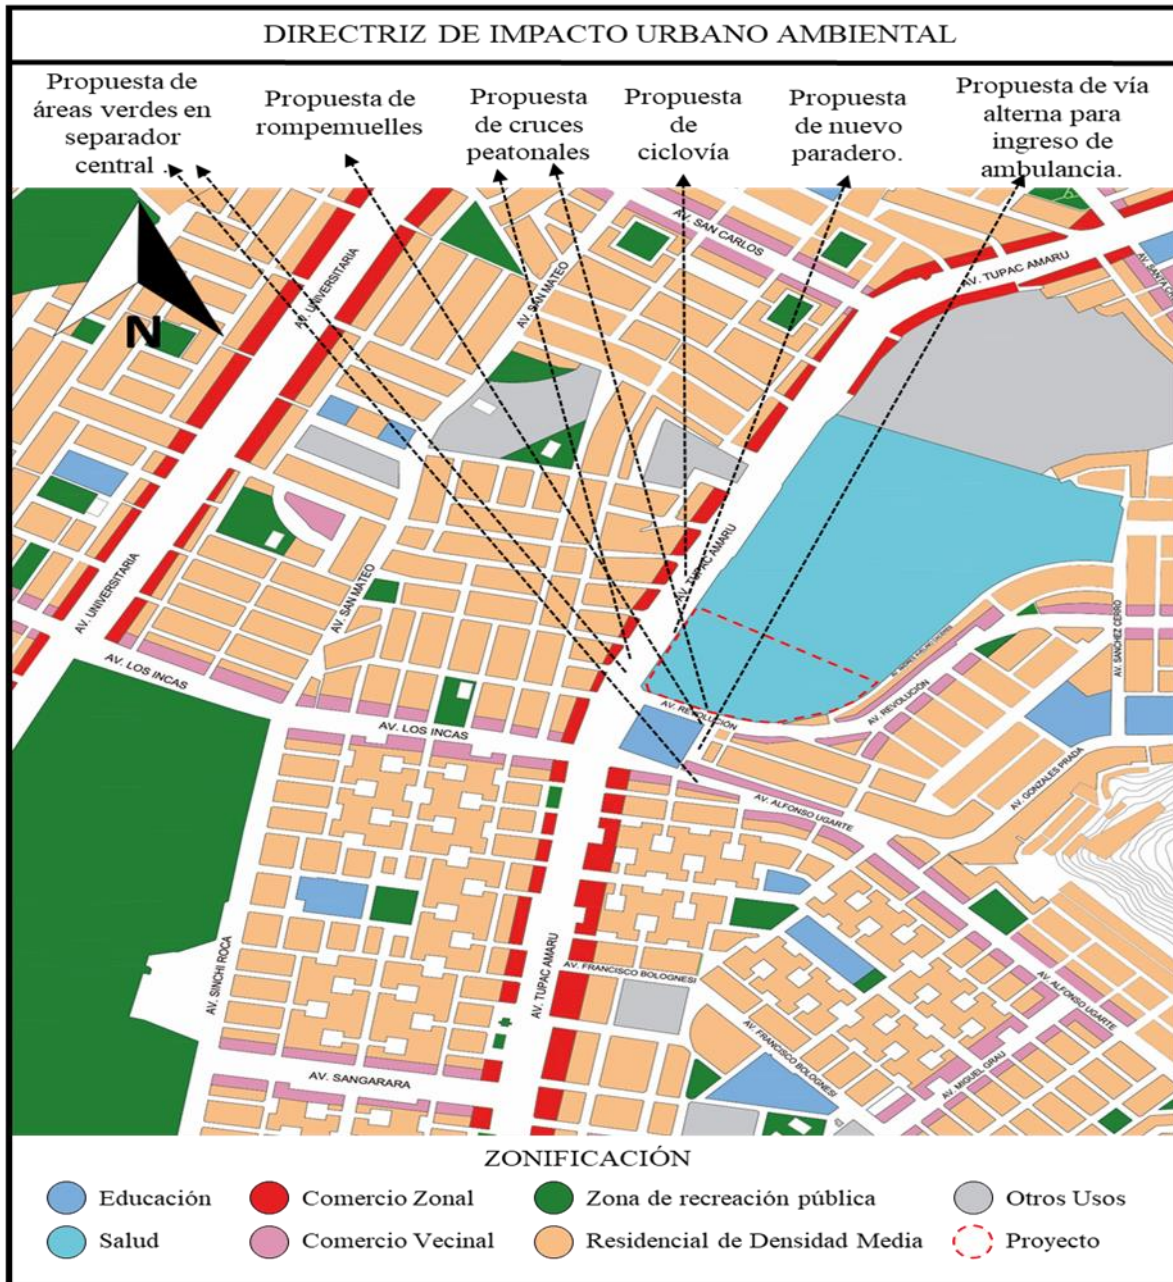 DIRECTRIZ DE IMPACTO URBANO AMBIENTAL
Propuesta de
áreas verdes en
separador
central .
Propuesta de
rompemuelles
Propuesta
de cruces
peatonales
Propuesta
de
ciclovía
Propuesta
de nuevo
paradero.
Propuesta de vía
alterna para
ingreso de
ambulancia.
N
AV. UNIVERSITARIA
AV. SAN MATEO
AV. SAN CARLOS
AV. TUPAC AMARU
AV. UNIVERSITARIA
AV. SAN MATEO
AV. TUPAC AMARU
AV. SANCHEZ CERRO
AV. LOS INCAS
AV. LOS INCAS
AV. REVOLUCIÓN
AV. REVOLUCIÓN
AV. GONZALES PRADA
AV. ALFONSO UGARTE
AV. SINCHI ROCA
AV. TUPAC AMARU
AV. FRANCISCO BOLOGNESI
AV. ALFONSO UGARTE
AV. FRANCISCO BOLOGNESI
AV. MIGUEL GRAU
AV. SANGARARA
ZONIFICACIÓN
Educación
Comercio Zonal
Zona de recreación pública
Otros Usos
Salud
Comercio Vecinal
Residencial de Densidad Media
Proyecto